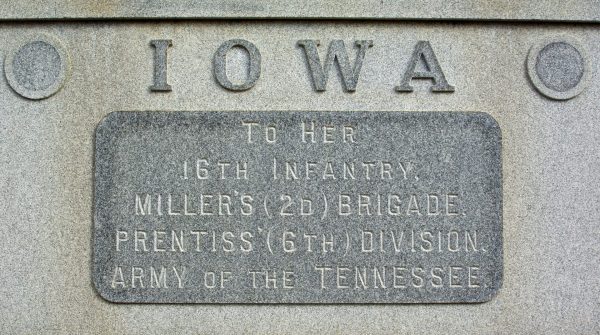 IOWA
TO HER
16TH INFANTRY.
MILLER'S (2D) BRIGADE.
PRENTISS' (6TH) DIVISION.
ARMY OF THE TENNESSEE.